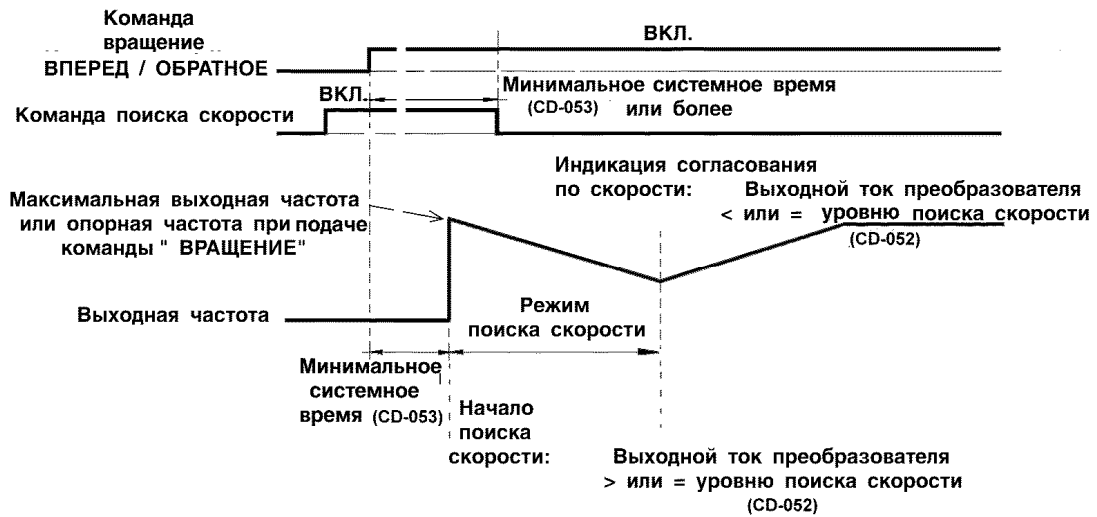 Команда
вращение
ВПЕРЕД / ОБРАТНОЕ
ВКЛ.
ВКЛ.
Минимальное системное время
(CD-053) или более
Команда поиска скорости
Индикация согласования
по скорости:
Выходной ток преобразователя
< или = уровню поиска скорости
(CD-052)
Максимальная выходная частота
или опорная частота при подаче
команды " ВРАЩЕНИЕ"
Выходная частота
Режим
поиска скорости
Минимальное
системное
время (CD-053)
Начало
поиска
скорости:
Выходной ток преобразователя
> или = уровню поиска скорости
(CD-052)